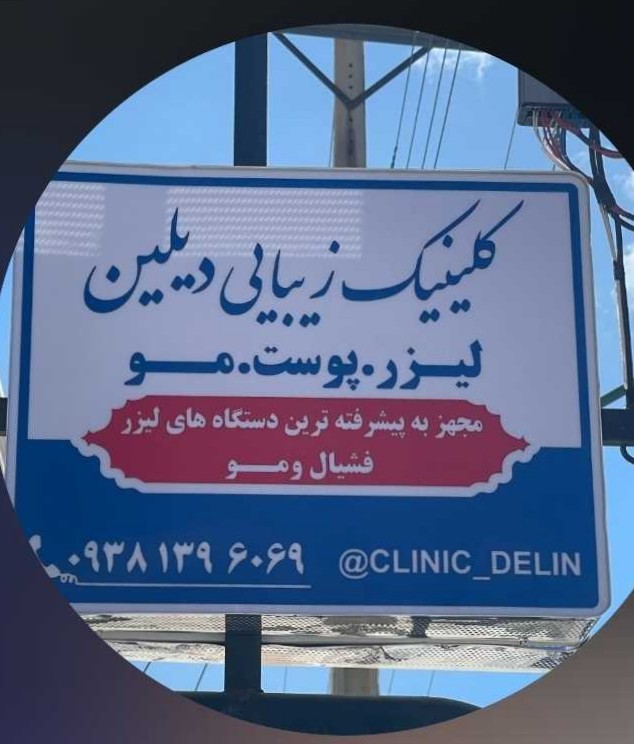 کلینیک زیبایی دیلین
لیزر.پوست.مو
مجهز به پیشرفته ترین دستگاه های لیزر
فشیال و مو
۰۹۳۸ ۱۳۹ ۶۰۶۹ @CLINIC_DELIN